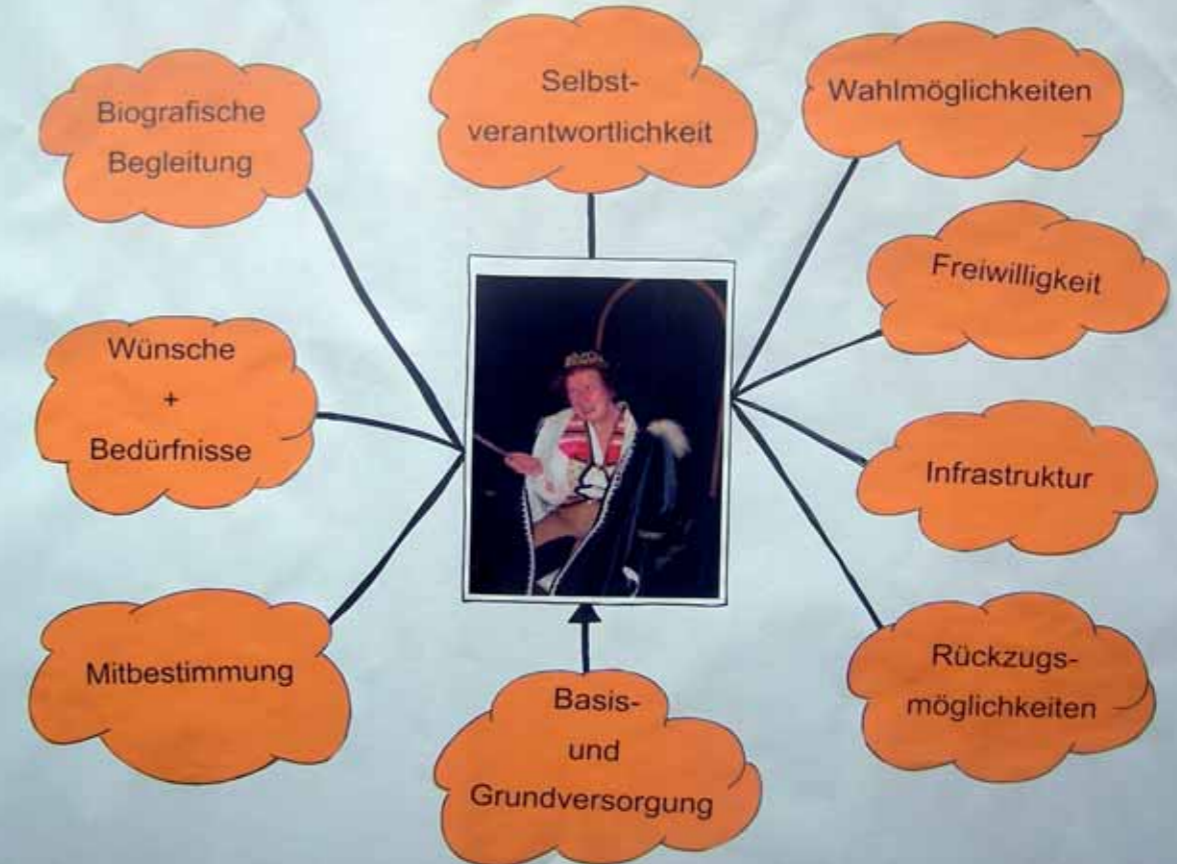 Biografische
Begleitung
Selbst-
verantwortlichkeit
Wahlmöglichkeiten
Freiwilligkeit
Wünsche
+
Bedürfnisse
Infrastruktur
Mitbestimmung
Basis-
und
Grundversorgung
Rückzugs-
möglichkeiten